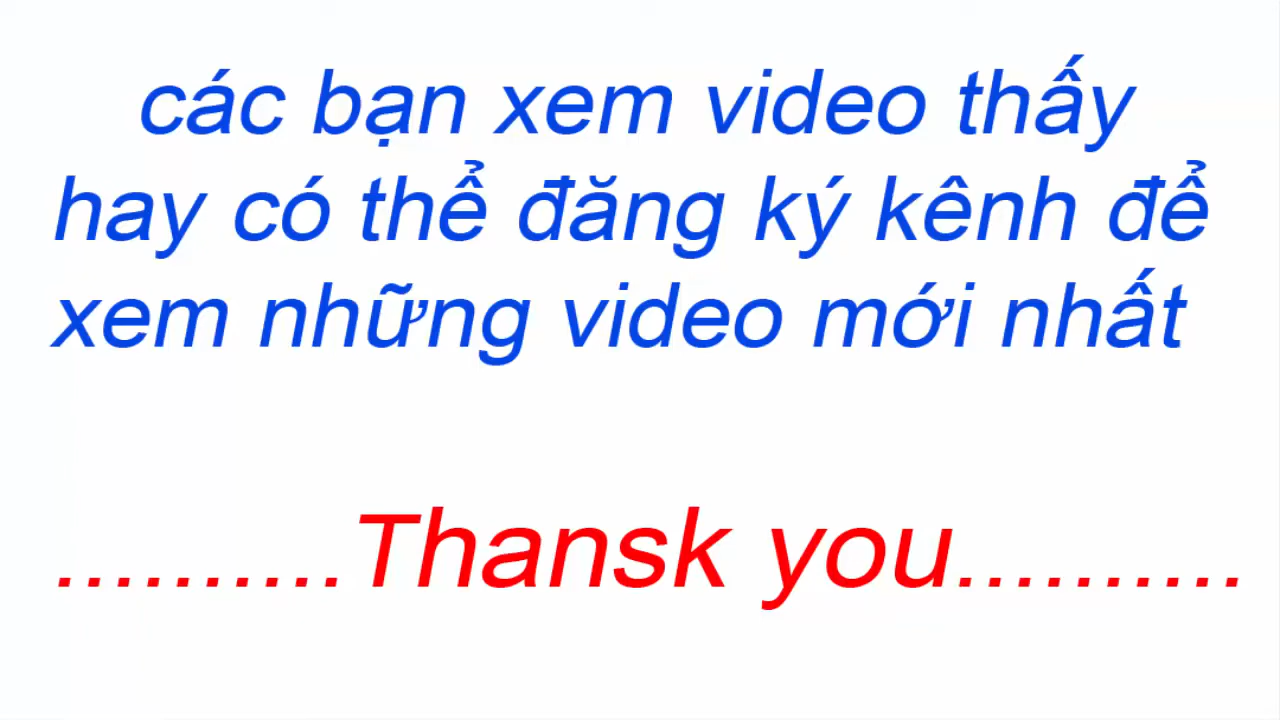 các bạn xem video thấy
hay có thể đăng ký kênh để
xem những video mới nhất
..........Thansk you..........